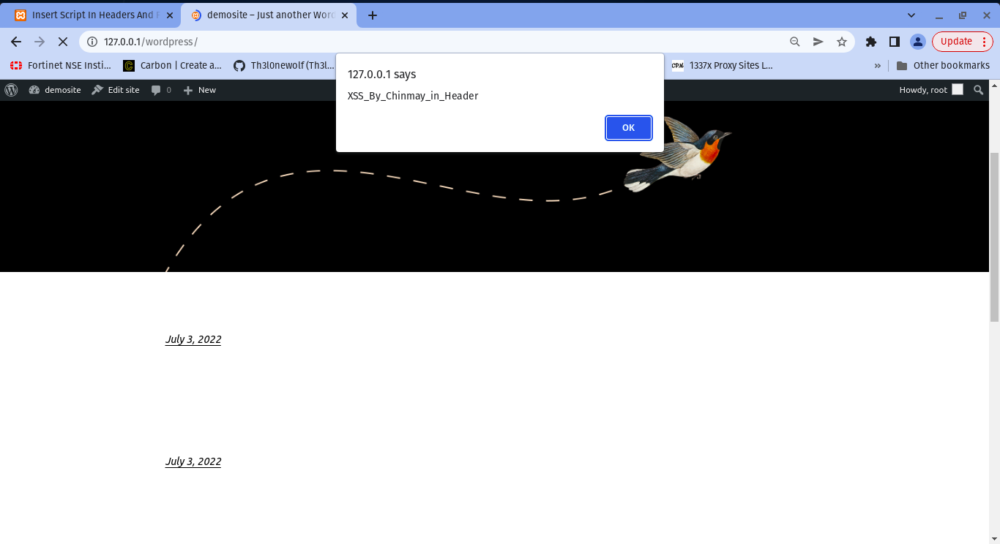 Insert Script In Headers And F
demosite – Just another Word
127.0.0.1/wordpress/
Update
Fortinet NSE Insti...
Carbon | Create a...
Th3l0newolf (Th3l...
1337x Proxy Sites L...
»
Other bookmarks
127.0.0.1 says
XSS_By_Chinmay_in_Header
OK
demosite
Edit site
0
New
Howdy, root
July 3, 2022
July 3, 2022